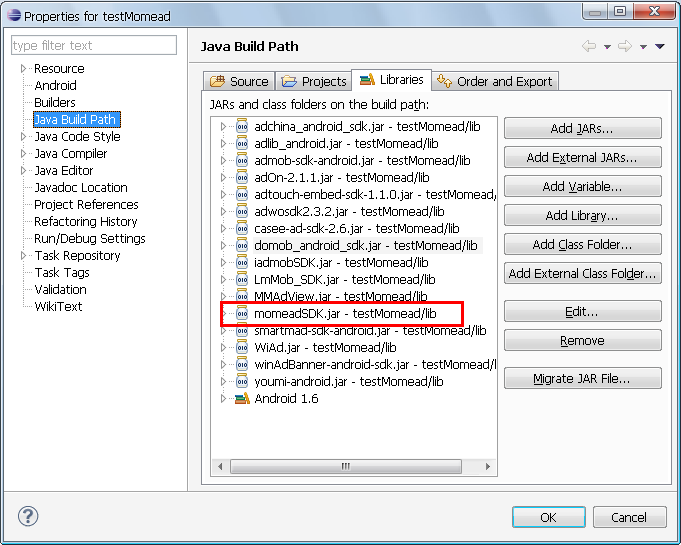 Properties for testMomead
type filter text
Java Build Path
Resource
Android
Builders
Java Build Path
Java Code Style
Java Compiler
Java Editor
Javadoc Location
Project References
Refactoring History
Run/Debug Settings
Task Repository
Task Tags
Validation
WikiText
Source
Projects
Libraries
Order and Export
JARs and class folders on the build path:
adchina_android_sdk.jar - testMomead/lib
adlib_android.jar - testMomead/lib
admob-sdk-android.jar - testMomead/lib
adOn-2.1.1.jar - testMomead/lib
adtouch-embed-sdk-1.1.0.jar - testMomead/
adwosdk2.3.2.jar - testMomead/lib
casee-ad-sdk-2.6.jar - testMomead/lib
domob_android_sdk.jar - testMomead/lib
iadmobSDK.jar - testMomead/lib
LmMob_SDK.jar - testMomead/lib
MMAdView.jar - testMomead/lib
momeadSDK.jar - testMomead/lib
smartmad-sdk-android.jar - testMomead/lib
WiAd.jar - testMomead/lib
winAdBanner-android-sdk.jar - testMomead/l
youmi-android.jar - testMomead/lib
Android 1.6
Add JARs...
Add External JARs...
Add Variable...
Add Library...
Add Class Folder...
Add External Class Folder...
Edit...
Remove
Migrate JAR File...
OK
Cancel